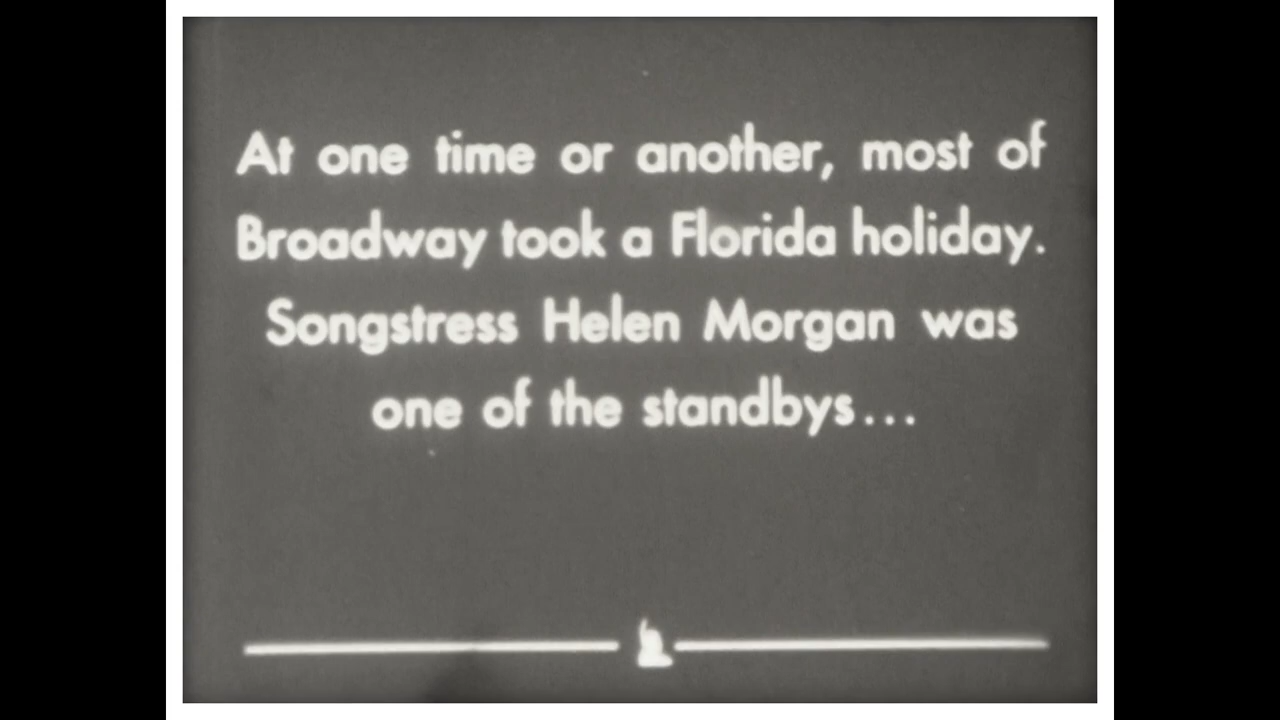 At one time or another, most of
Broadway took a Florida holiday.
Songstress Helen Morgan was
one of the standbys...